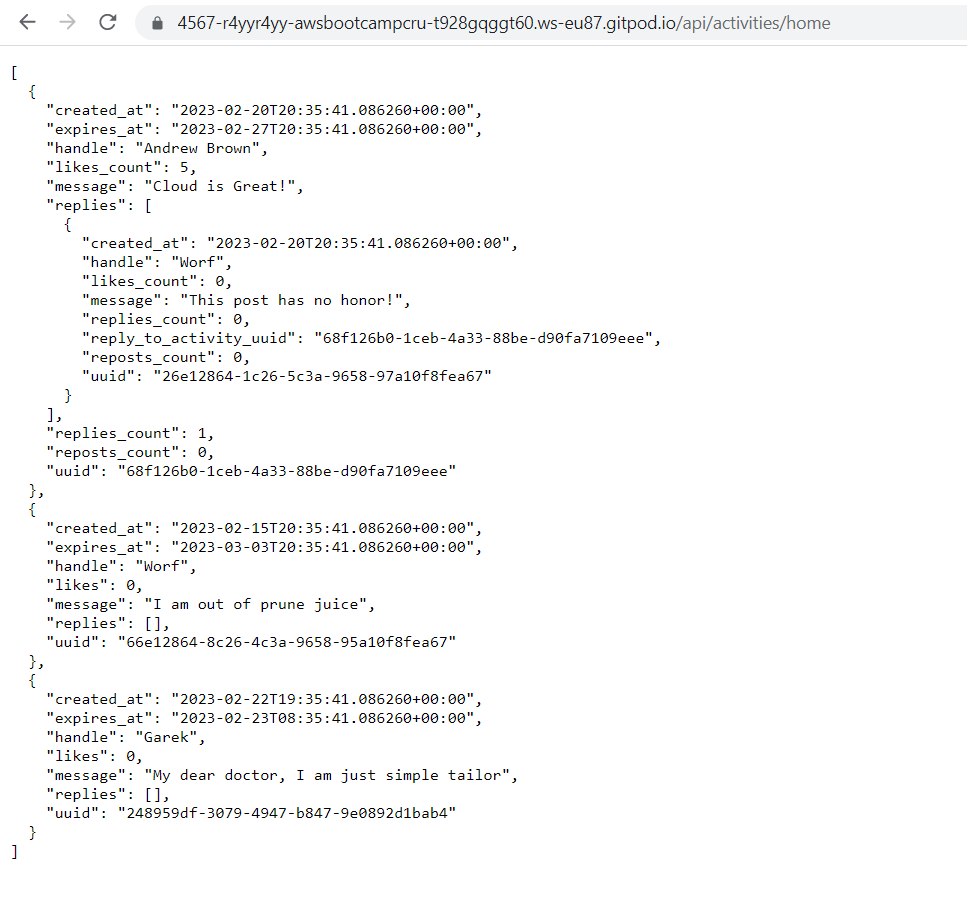 4567-r4yyr4yy-awsbootcampcru-t928gqggt60.ws-eu87.gitpod.io/api/activities/home
[
  {
    "created_at": "2023-02-20T20:35:41.086260+00:00",
    "expires_at": "2023-02-27T20:35:41.086260+00:00",
    "handle": "Andrew Brown",
    "likes_count": 5,
    "message": "Cloud is Great!",
    "replies": [
      {
        "created_at": "2023-02-20T20:35:41.086260+00:00",
        "handle": "Worf",
        "likes_count": 0,
        "message": "This post has no honor!",
        "replies_count": 0,
        "reply_to_activity_uuid": "68f126b0-1ceb-4a33-88be-d90fa7109eee",
        "reposts_count": 0,
        "uuid": "26e12864-1c26-5c3a-9658-97a10f8fea67"
      }
    ],
    "replies_count": 1,
    "reposts_count": 0,
    "uuid": "68f126b0-1ceb-4a33-88be-d90fa7109eee"
  },
  {
    "created_at": "2023-02-15T20:35:41.086260+00:00",
    "expires_at": "2023-03-03T20:35:41.086260+00:00",
    "handle": "Worf",
    "likes": 0,
    "message": "I am out of prune juice",
    "replies": [],
    "uuid": "66e12864-8c26-4c3a-9658-95a10f8fea67"
  },
  {
    "created_at": "2023-02-22T19:35:41.086260+00:00",
    "expires_at": "2023-02-23T08:35:41.086260+00:00",
    "handle": "Garek",
    "likes": 0,
    "message": "My dear doctor, I am just simple tailor",
    "replies": [],
    "uuid": "248959df-3079-4947-b847-9e0892d1bab4"
  }
]